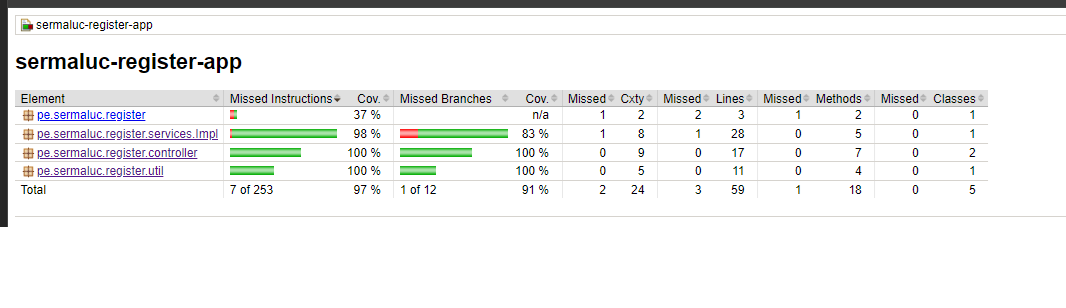 sermaluc-register-app
sermaluc-register-app
Element Missed Instructions Cov. Missed Branches Cov. Missed Cxty Missed Lines Missed Methods Missed Classes
pe.sermaluc.register 37 % n/a 1 2 2 3 1 2 0 1
pe.sermaluc.register.services.Impl 98 % 83 % 1 8 1 28 0 5 0 1
pe.sermaluc.register.controller 100 % 100 % 0 9 0 17 0 7 0 2
pe.sermaluc.register.util 100 % 100 % 0 5 0 11 0 4 0 1
Total 7 of 253 97 % 1 of 12 91 % 2 24 3 59 1 18 0 5